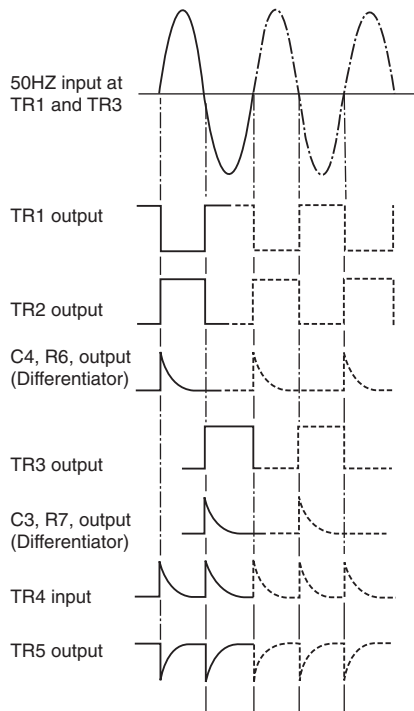 50HZ input at
TR1 and TR3
TR1 output
TR2 output
C4, R6, output
(Differentiator)
TR3 output
C3, R7, output
(Differentiator)
TR4 input
TR5 output